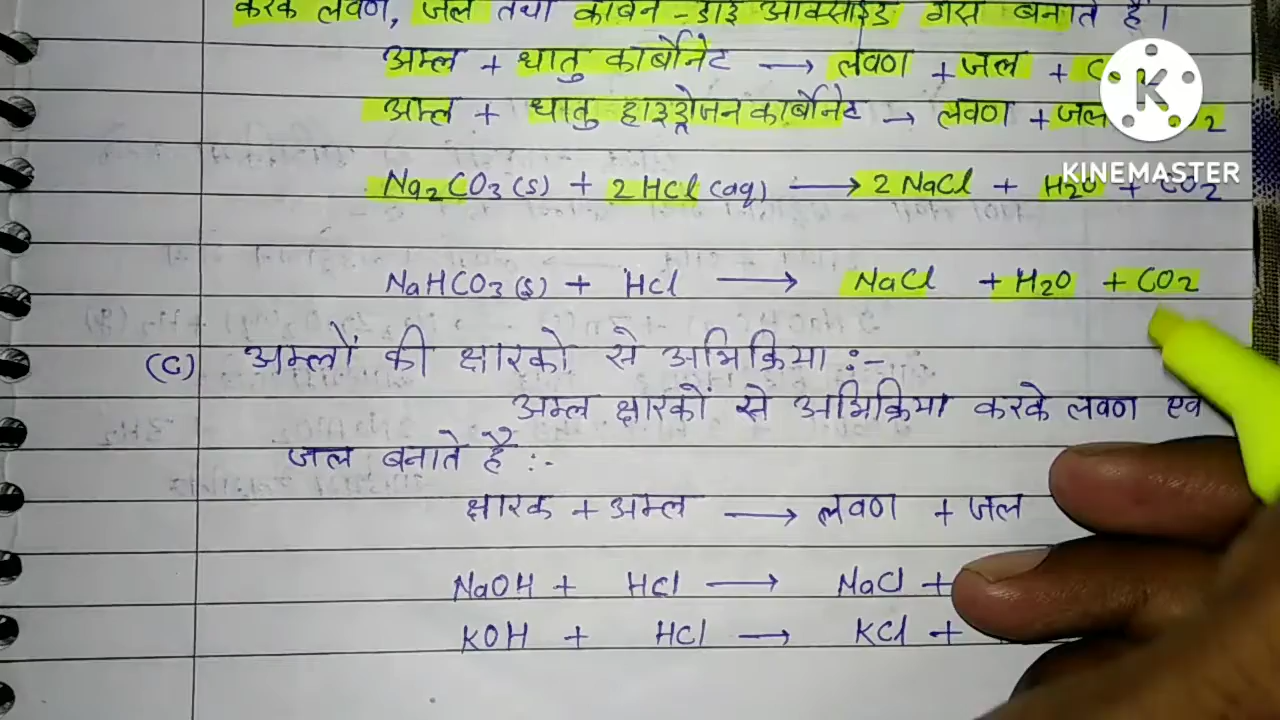 करके लवण, जल तथा कार्बन-डाइ आक्साइड गैस बनाते हैं।
अम्ल + धातु कार्बोनेट → लवण + जल + C
अम्ल + धातु हाइड्रोजन कार्बोनेट → लवण + जल 2
KINEMASTER
Na2CO3(s) + 2HCl(aq) → 2NaCl + H2O + CO2
NaHCO3(s) + HCl → NaCl + H2O + CO2
(C) अम्लों की क्षारको से अभिक्रिया :-
अम्ल क्षारकों से अभिक्रिया करके लवण एव
जल बनाते है :-
क्षारक + अम्ल → लवण + जल
NaOH + HCl → NaCl +
KOH + HCl → KCl +